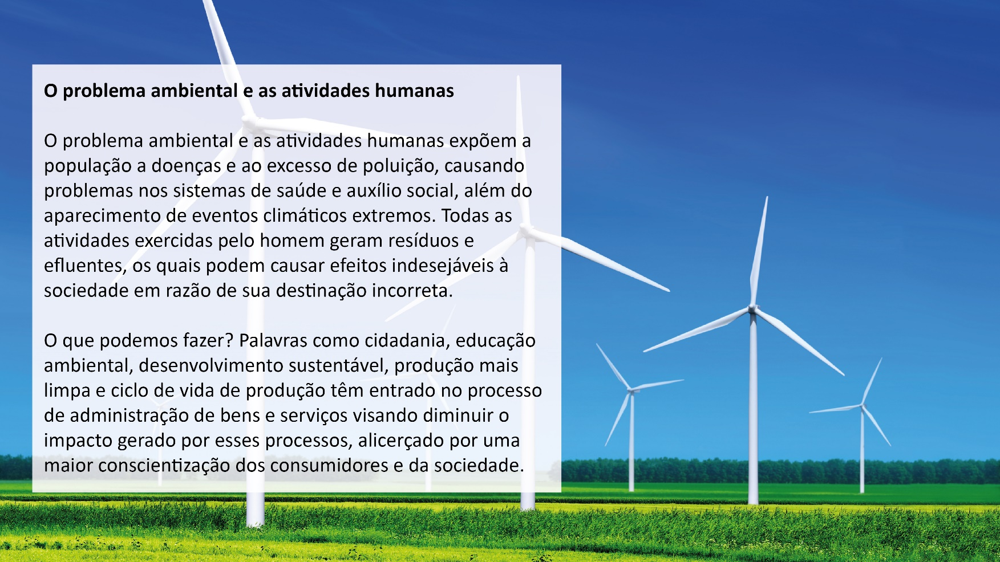 O problema ambiental e as atividades humanas
O problema ambiental e as atividades humanas expõem a
população a doenças e ao excesso de poluição, causando
problemas nos sistemas de saúde e auxílio social, além do
aparecimento de eventos climáticos extremos. Todas as
atividades exercidas pelo homem geram resíduos e
efluentes, os quais podem causar efeitos indesejáveis à
sociedade em razão de sua destinação incorreta.
O que podemos fazer? Palavras como cidadania, educação
ambiental, desenvolvimento sustentável, produção mais
limpa e ciclo de vida de produção têm entrado no processo
de administração de bens e serviços visando diminuir o
impacto gerado por esses processos, alicerçado por uma
maior conscientização dos consumidores e da sociedade.